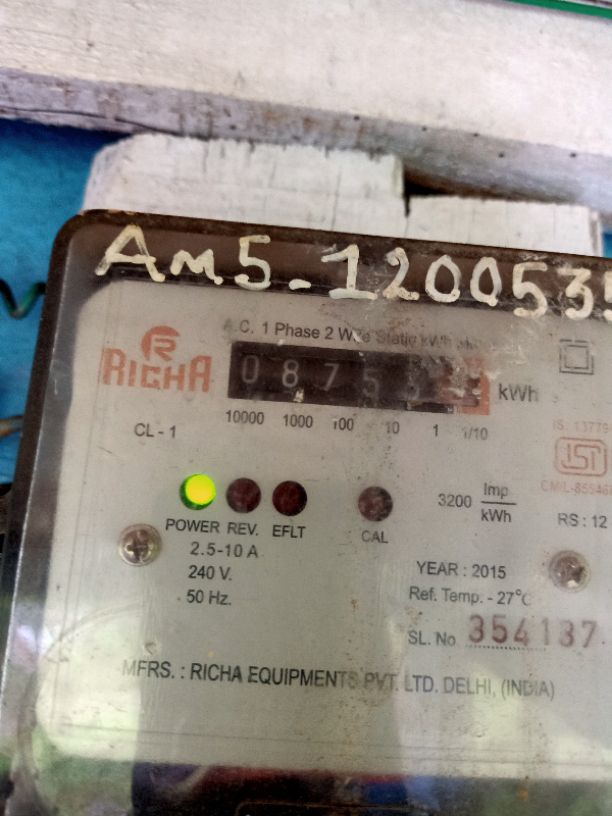 Am5-1200535
A.C. 1 Phase 2 Wire Static kWh
RICHA
0875 kWh
10000 1000 100 10 1 1/10
CL-1
IS: 13779
ISI
3200 Imp/kWh
RS: 12
POWER REV. EFLT CAL
2.5-10 A
240 V.
50 Hz.
YEAR : 2015
Ref. Temp. - 27°C
SL. No. 354137
MFRS. : RICHA EQUIPMENTS PVT. LTD. DELHI, (INDIA)